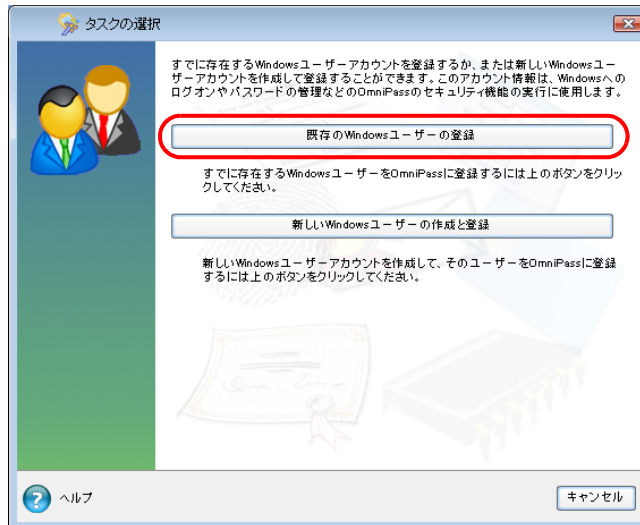 タスクの選択
すでに存在するWindowsユーザーアカウントを登録するか、または新しいWindowsユー
ザーアカウントを作成して登録することができます。このアカウント情報は、Windowsへの
ログオンやパスワードの管理などのOmniPassのセキュリティ機能の実行に使用します。
既存のWindowsユーザーの登録
すでに存在するWindowsユーザーをOmniPassに登録するには上のボタンをクリッ
クしてください。
新しいWindowsユーザーの作成と登録
新しいWindowsユーザーアカウントを作成して、そのユーザーをOmniPassに登録
するには上のボタンをクリックしてください。
? ヘルプ
キャンセル